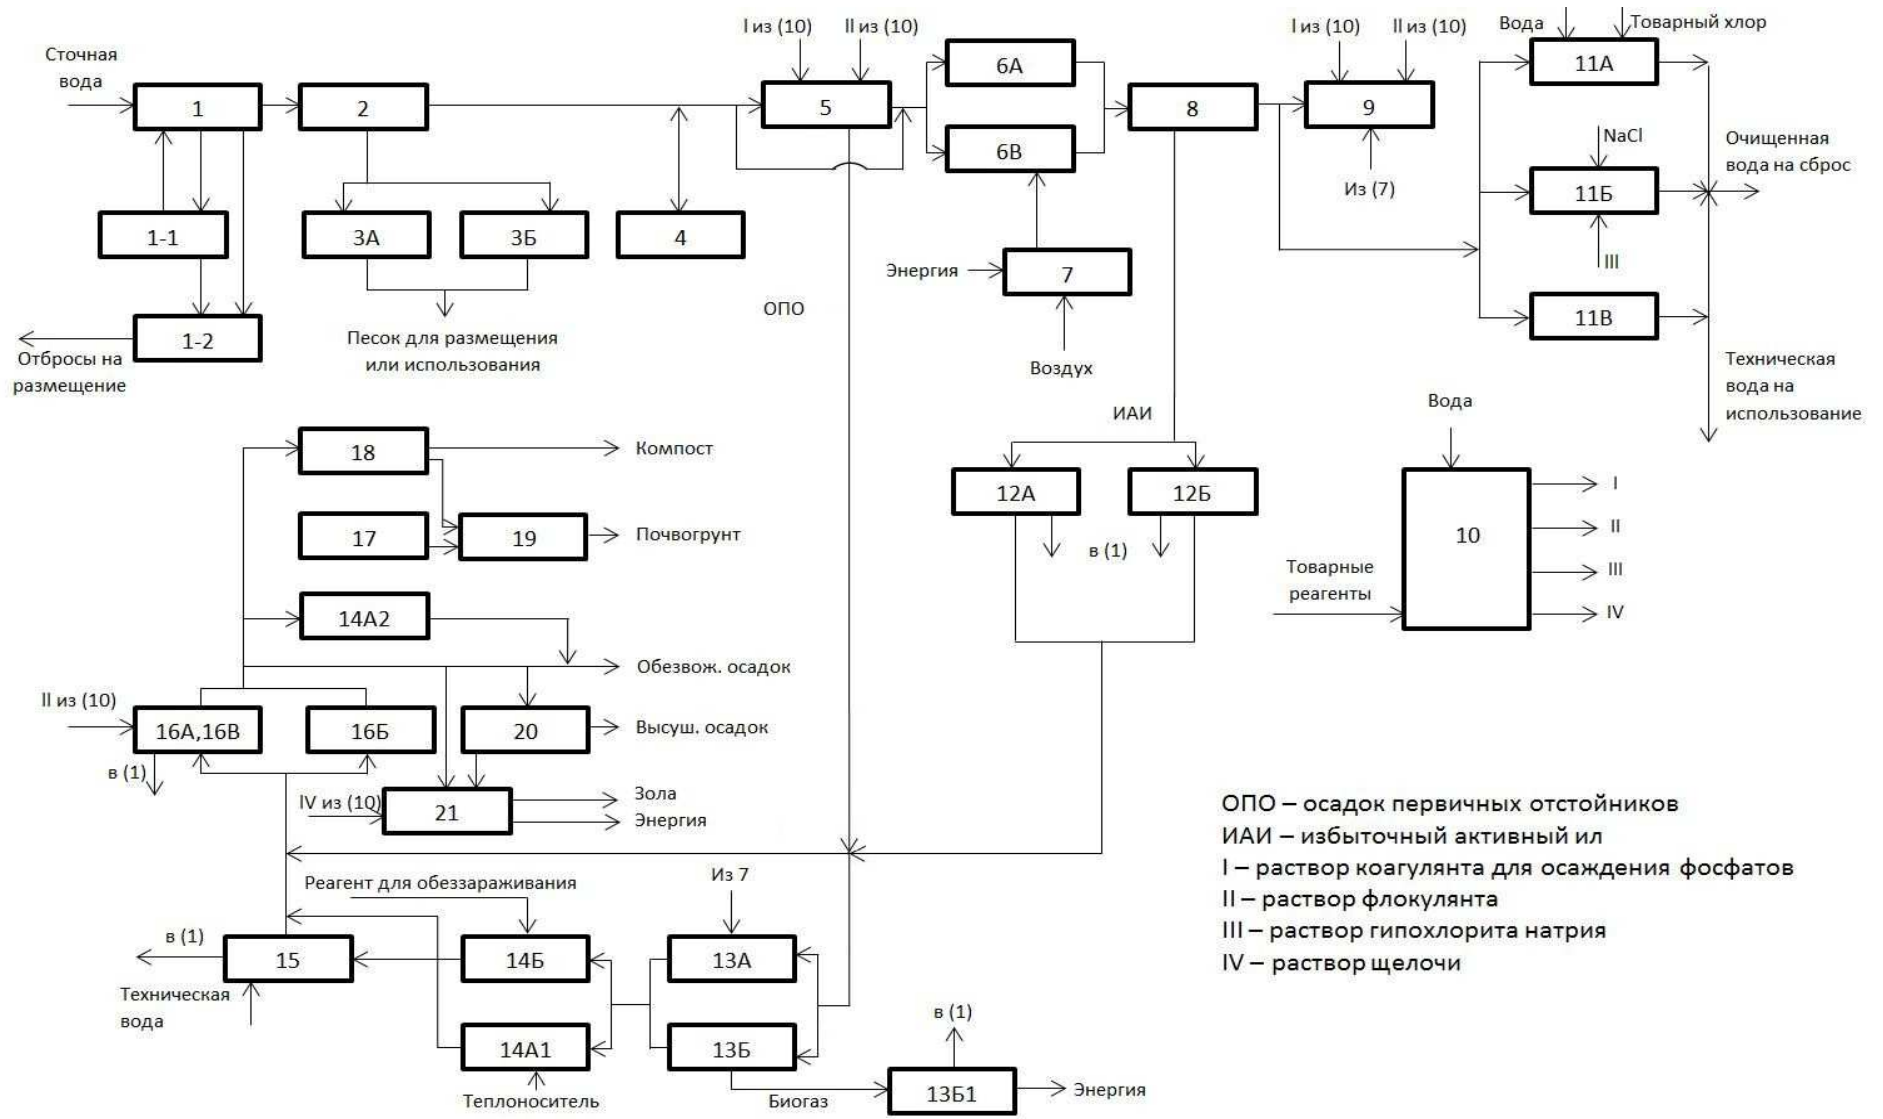 I из (10)
II из (10)
I из (10)
II из (10)
Вода
Товарный хлор
Сточная
вода
1
2
5
6А
6В
8
9
11А
NaCl
11Б
III
11В
Очищенная
вода на сброс
Из (7)
1-1
3А
3Б
4
Энергия
7
Воздух
ОПО
1-2
Отбросы на
размещение
Песок для размещения
или использования
Техническая
вода на
использование
ИАИ
12А
12Б
в (1)
Вода
10
I
II
III
IV
Товарные
реагенты
18
Компост
17
19
Почвогрунт
14А2
Обезвож. осадок
II из (10)
16А,16В
16Б
20
Высуш. осадок
в (1)
IV из (10)
21
Зола
Энергия
Реагент для обеззараживания
Из 7
в (1)
15
14Б
13А
Техническая
вода
14А1
13Б
Теплоноситель
Биогаз
в (1)
13Б1
Энергия
ОПО – осадок первичных отстойников
ИАИ – избыточный активный ил
I – раствор коагулянта для осаждения фосфатов
II – раствор флокулянта
III – раствор гипохлорита натрия
IV – раствор щелочи